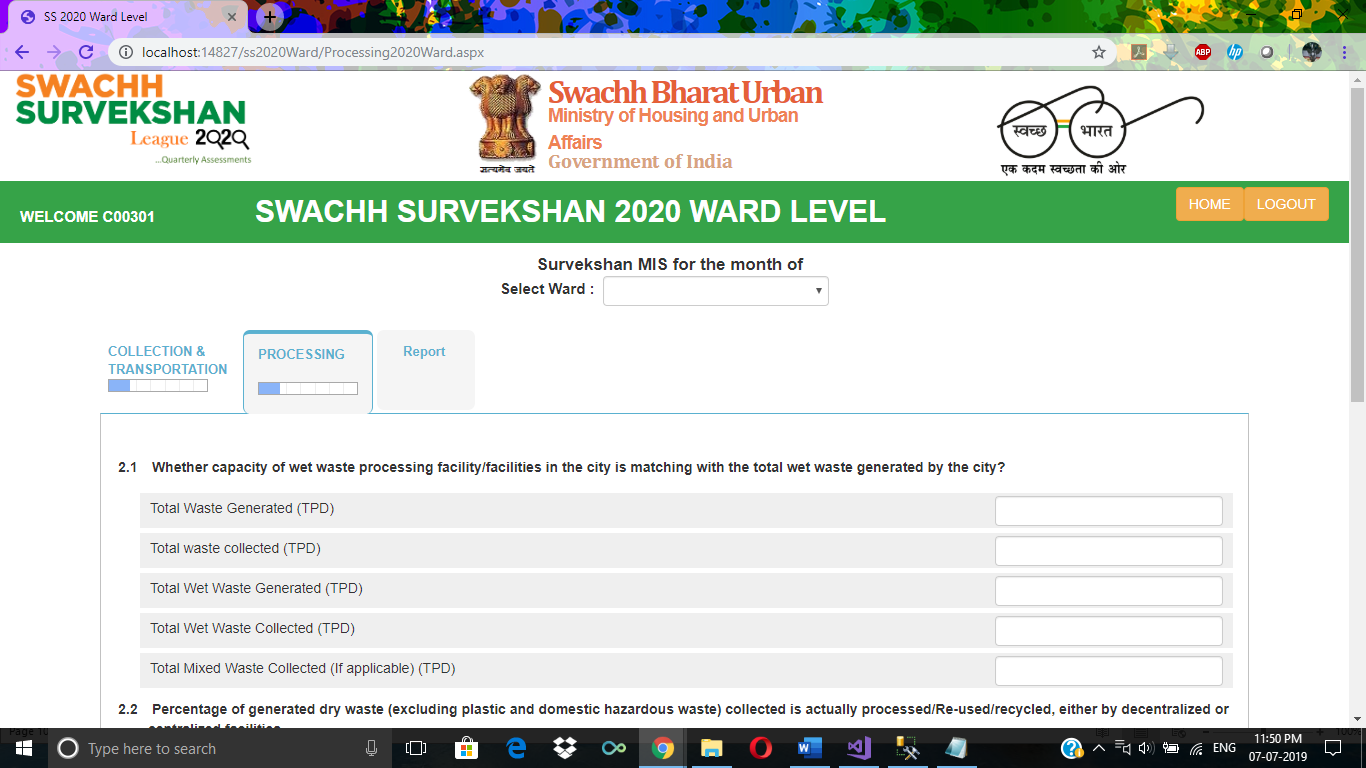 SS 2020 Ward Level
localhost:14827/ss2020Ward/Processing2020Ward.aspx
ABP
hp
SWACHH
SURVEKSHAN
League 2020
...Quarterly Assessments
सत्यमेव जयते
Swachh Bharat Urban
Ministry of Housing and Urban
Affairs
Government of India
स्वच्छ भारत
एक कदम स्वच्छता की ओर
WELCOME C00301
SWACHH SURVEKSHAN 2020 WARD LEVEL
HOME
LOGOUT
Survekshan MIS for the month of
Select Ward :
COLLECTION &
TRANSPORTATION
PROCESSING
Report
2.1 Whether capacity of wet waste processing facility/facilities in the city is matching with the total wet waste generated by the city?
Total Waste Generated (TPD)
Total waste collected (TPD)
Total Wet Waste Generated (TPD)
Total Wet Waste Collected (TPD)
Total Mixed Waste Collected (If applicable) (TPD)
2.2 Percentage of generated dry waste (excluding plastic and domestic hazardous waste) collected is actually processed/Re-used/recycled, either by decentralized or
centralized facilities
Type here to search
ENG
11:50 PM
07-07-2019